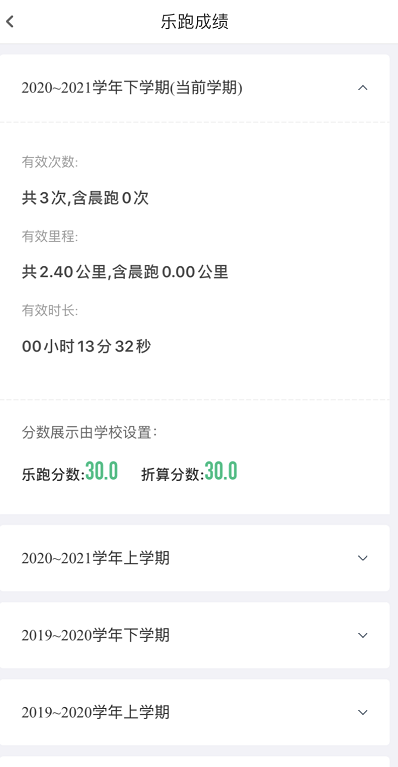 乐跑成绩
2020~2021学年下学期(当前学期)
有效次数:
共3次,含晨跑0次
有效里程:
共2.40公里,含晨跑0.00公里
有效时长:
00小时13分32秒
分数展示由学校设置：
乐跑分数:30.0 折算分数:30.0
2020~2021学年上学期
2019~2020学年下学期
2019~2020学年上学期